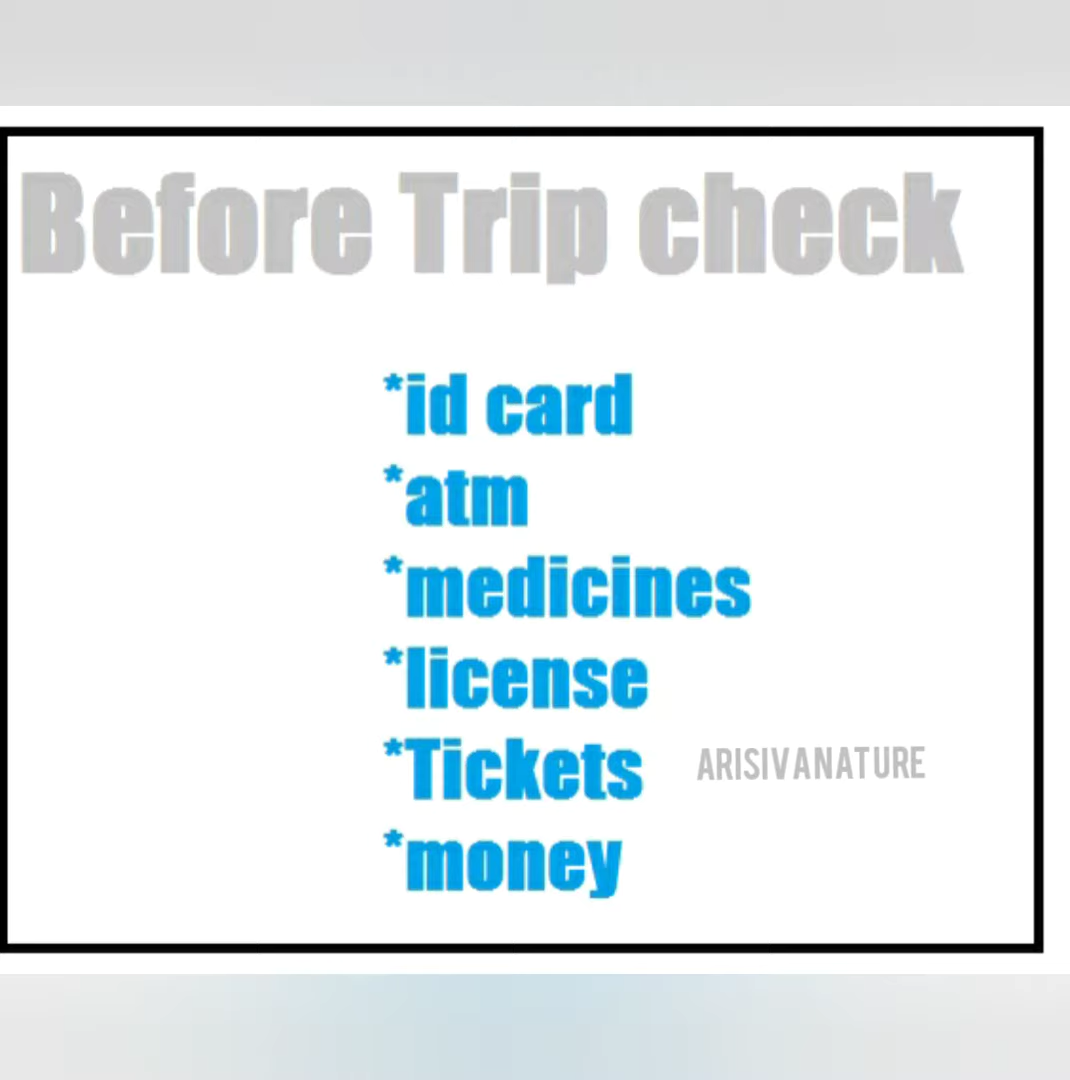 Before Trip check
*id card
*atm
*medicines
*license
*Tickets
ARISIVANATURE
*money